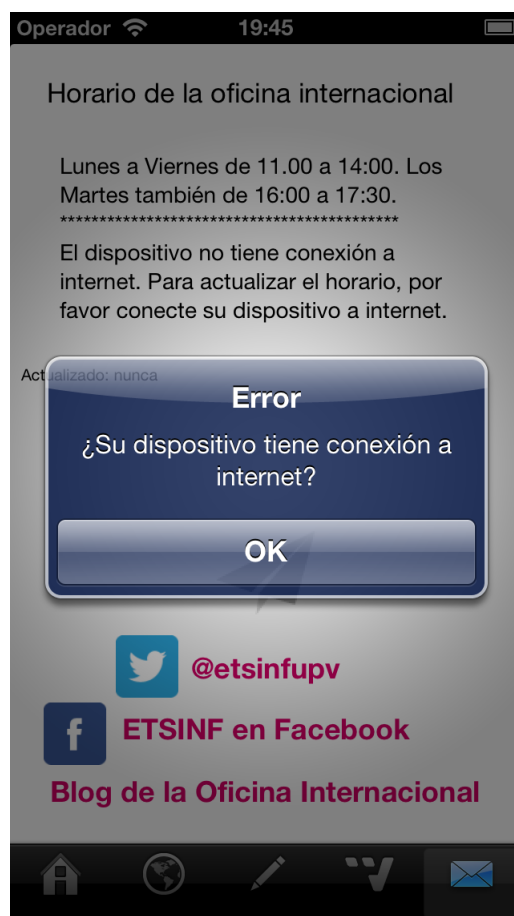 Operador 19:45
Horario de la oficina internacional
Lunes a Viernes de 11.00 a 14:00. Los
Martes también de 16:00 a 17:30.
*******************************************
El dispositivo no tiene conexión a
internet. Para actualizar el horario, por
favor conecte su dispositivo a internet.
Actualizado: nunca
Error
¿Su dispositivo tiene conexión a
internet?
OK
@etsinfupv
ETSINF en Facebook
Blog de la Oficina Internacional